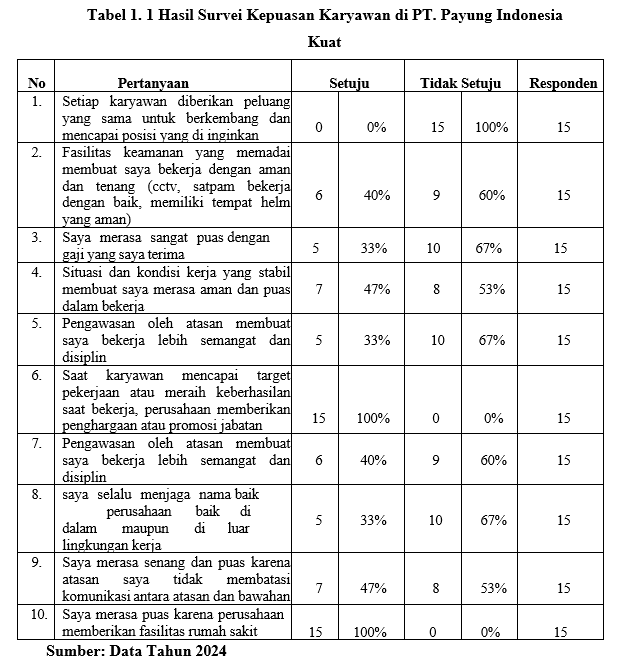 Tabel 1. 1 Hasil Survei Kepuasan Karyawan di PT. Payung Indonesia
Kuat
No Pertanyaan Setuju Tidak Setuju Responden
1. Setiap karyawan diberikan peluang
yang sama untuk berkembang dan
mencapai posisi yang di inginkan 0 0% 15 100% 15
2. Fasilitas keamanan yang memadai
membuat saya bekerja dengan aman
dan tenang (cctv, satpam bekerja
dengan baik, memiliki tempat helm
yang aman) 6 40% 9 60% 15
3. Saya merasa sangat puas dengan
gaji yang saya terima 5 33% 10 67% 15
4. Situasi dan kondisi kerja yang stabil
membuat saya merasa aman dan puas
dalam bekerja 7 47% 8 53% 15
5. Pengawasan oleh atasan membuat
saya bekerja lebih semangat dan
disiplin 5 33% 10 67% 15
6. Saat karyawan mencapai target
pekerjaan atau meraih keberhasilan
saat bekerja, perusahaan memberikan
penghargaan atau promosi jabatan 15 100% 0 0% 15
7. Pengawasan oleh atasan membuat
saya bekerja lebih semangat dan
disiplin 6 40% 9 60% 15
8. saya selalu menjaga nama baik
perusahaan baik di
dalam maupun di luar
lingkungan kerja 5 33% 10 67% 15
9. Saya merasa senang dan puas karena
atasan saya tidak membatasi
komunikasi antara atasan dan bawahan 7 47% 8 53% 15
10. Saya merasa puas karena perusahaan
memberikan fasilitas rumah sakit 15 100% 0 0% 15
Sumber: Data Tahun 2024